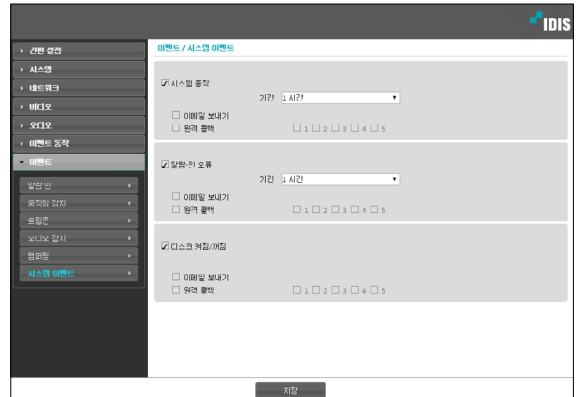 IDIS
간편 설정
시스템
네트워크
비디오
오디오
이벤트 동작
이벤트
알람-인
움직임 감지
트립존
오디오 감지
탬퍼링
시스템 이벤트
이벤트 / 시스템 이벤트
시스템 동작
기간 1 시간
이메일 보내기
원격 콜백 1 2 3 4 5
알람-인 오류
기간 1 시간
이메일 보내기
원격 콜백 1 2 3 4 5
디스크 켜짐/꺼짐
이메일 보내기
원격 콜백 1 2 3 4 5
저장